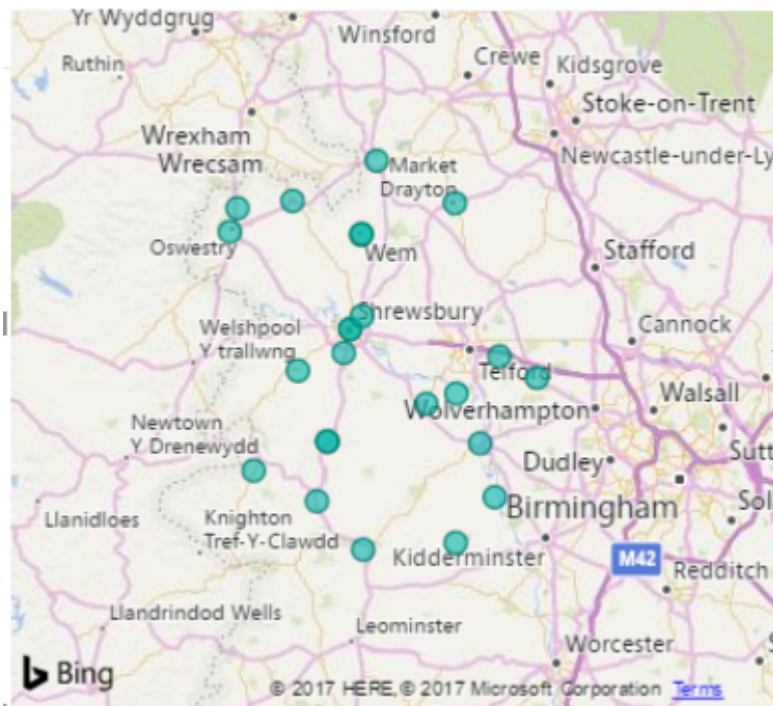 Yr Wyddgrug
Winsford
Ruthin
Crewe
Kidsgrove
Stoke-on-Trent
Wrexham
Wrecsam
Newcastle-under-Ly
Market
Drayton
Oswestry
Wem
Stafford
Shrewsbury
Welshpool
Y trallwng
Cannock
Telford
Wolverhampton
Walsall
Newtown
Y Drenewydd
Sutt
Dudley
Llanidloes
Knighton
Tref-Y-Clawdd
Birmingham
Sol
Kidderminster
M42
Redditch
Llandrindod Wells
Leominster
Worcester
Bing
© 2017 HERE, © 2017 Microsoft Corporation Terms